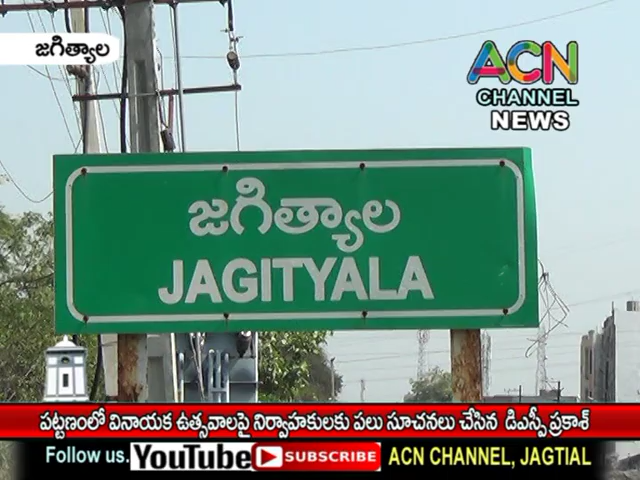 జగిత్యాల
ACN
CHANNEL
NEWS
జగిత్యాల
JAGITYALA
పట్టణంలో వినాయక ఉత్సవాలపై నిర్వాహకులకు పలు సూచనలు చేసిన డిఎస్పీ ప్రకాశ్
Follow us. YouTube SUBSCRIBE ACN CHANNEL, JAGTIAL